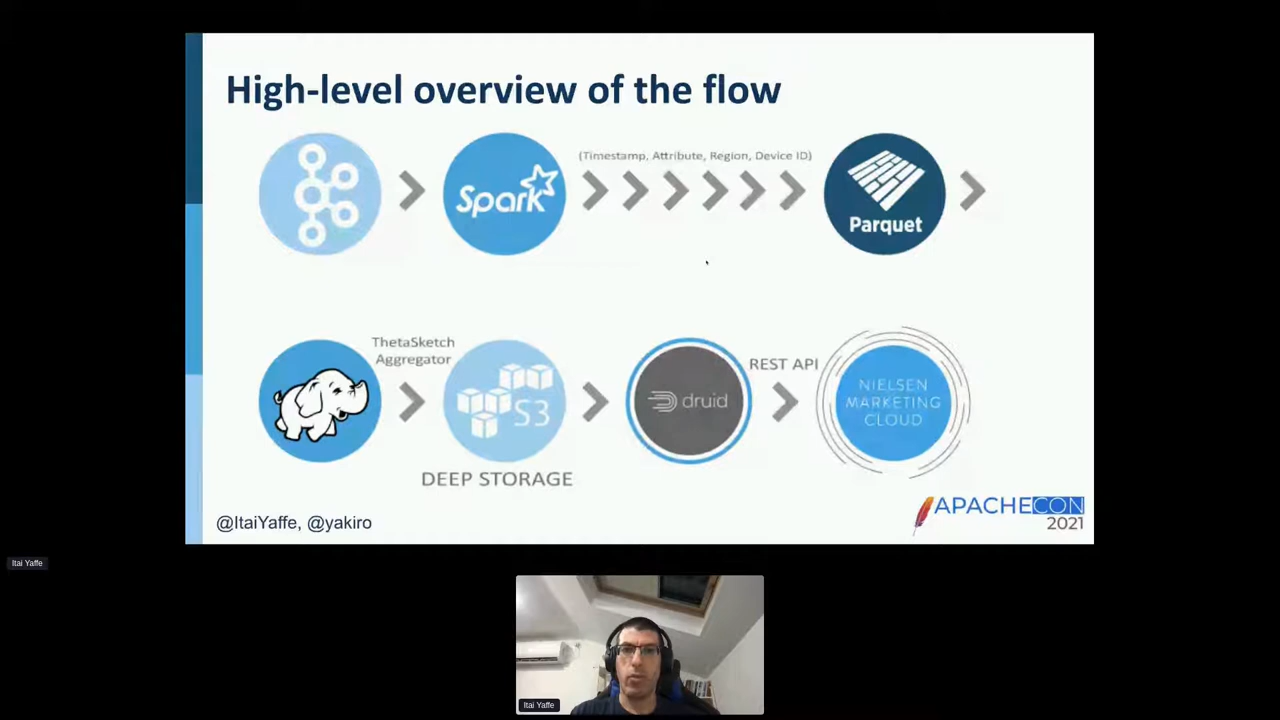 High-level overview of the flow
(Timestamp, Attribute, Region, Device ID)
Spark
Parquet
ThetaSketch
Aggregator
S3
druid
REST API
NIELSEN
MARKETING
CLOUD
DEEP STORAGE
@ItaiYaffe, @yakiro
APACHECON
2021
Itai Yaffe
Itai Yaffe